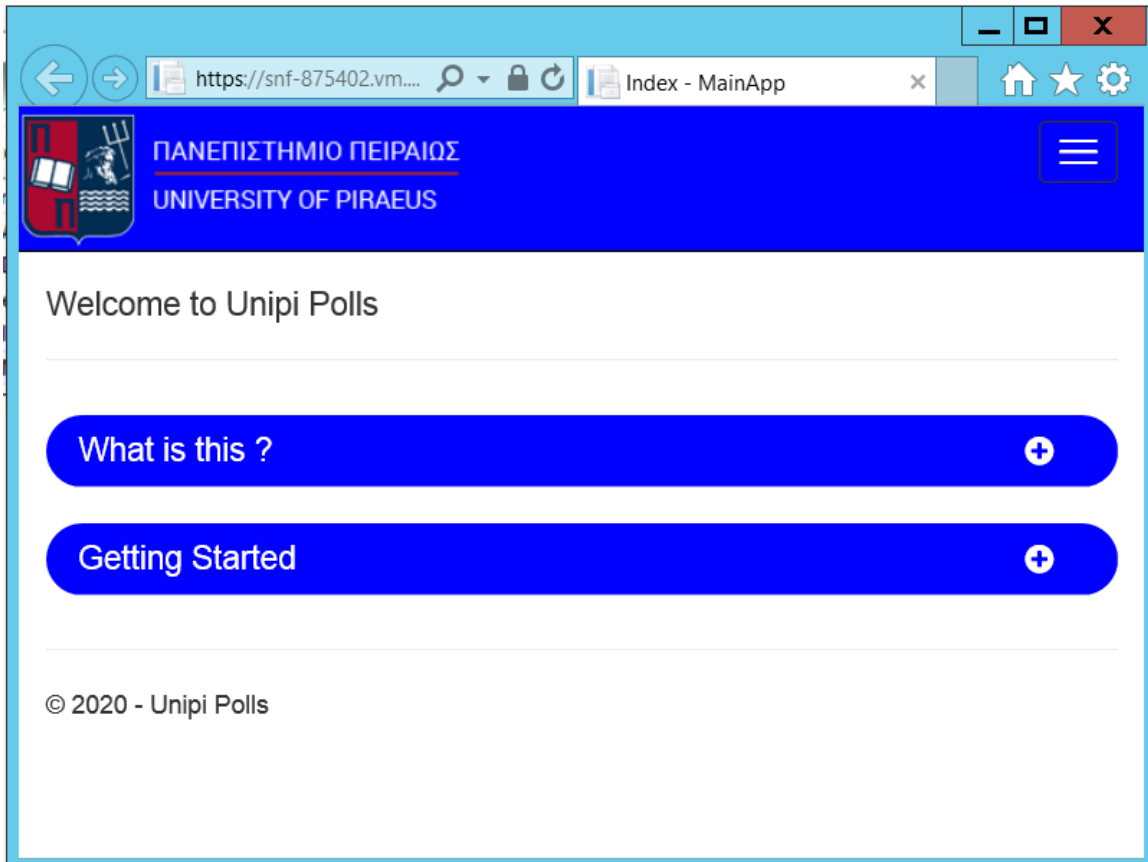 https://snf-875402.vm....
Index - MainApp
ΠΑΝΕΠΙΣΤΗΜΙΟ ΠΕΙΡΑΙΩΣ
UNIVERSITY OF PIRAEUS
Welcome to Unipi Polls
What is this ?
Getting Started
© 2020 - Unipi Polls